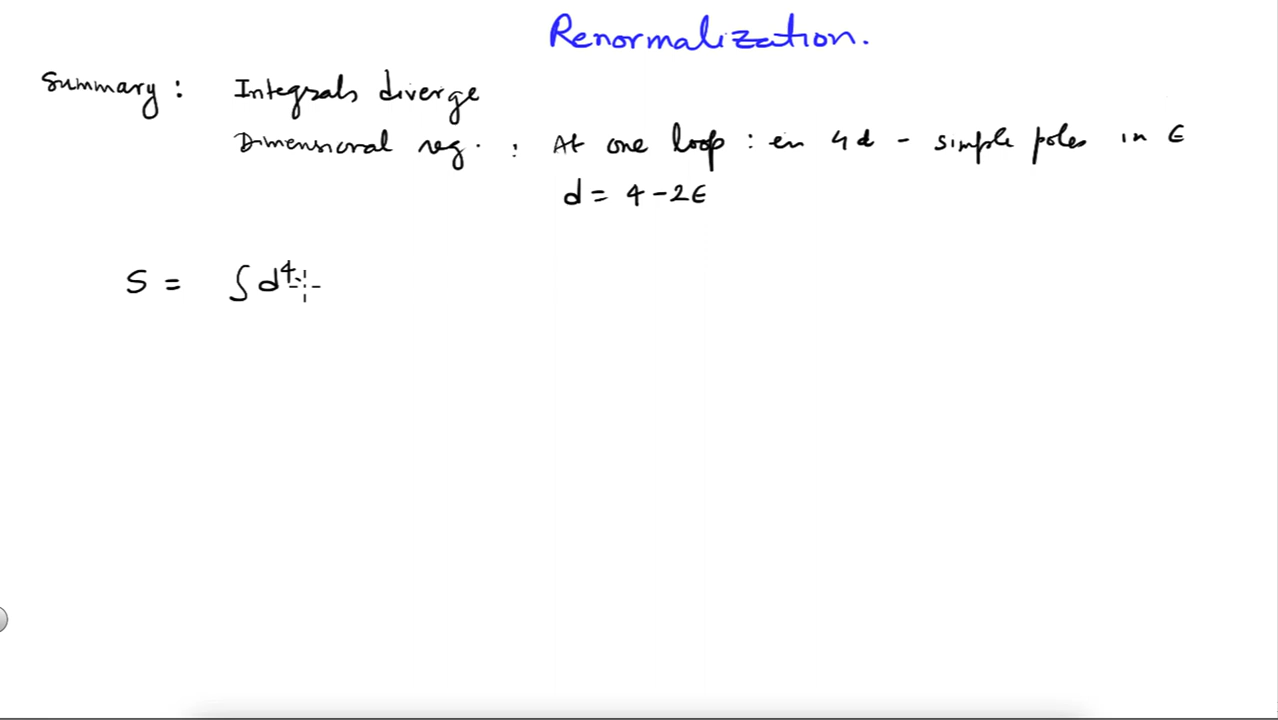 Renormalization.
Summary : Integrals diverge
Dimensional reg. : At one loop : in 4d - simple poles in ϵ
d = 4 - 2ϵ
S = ∫ d⁴